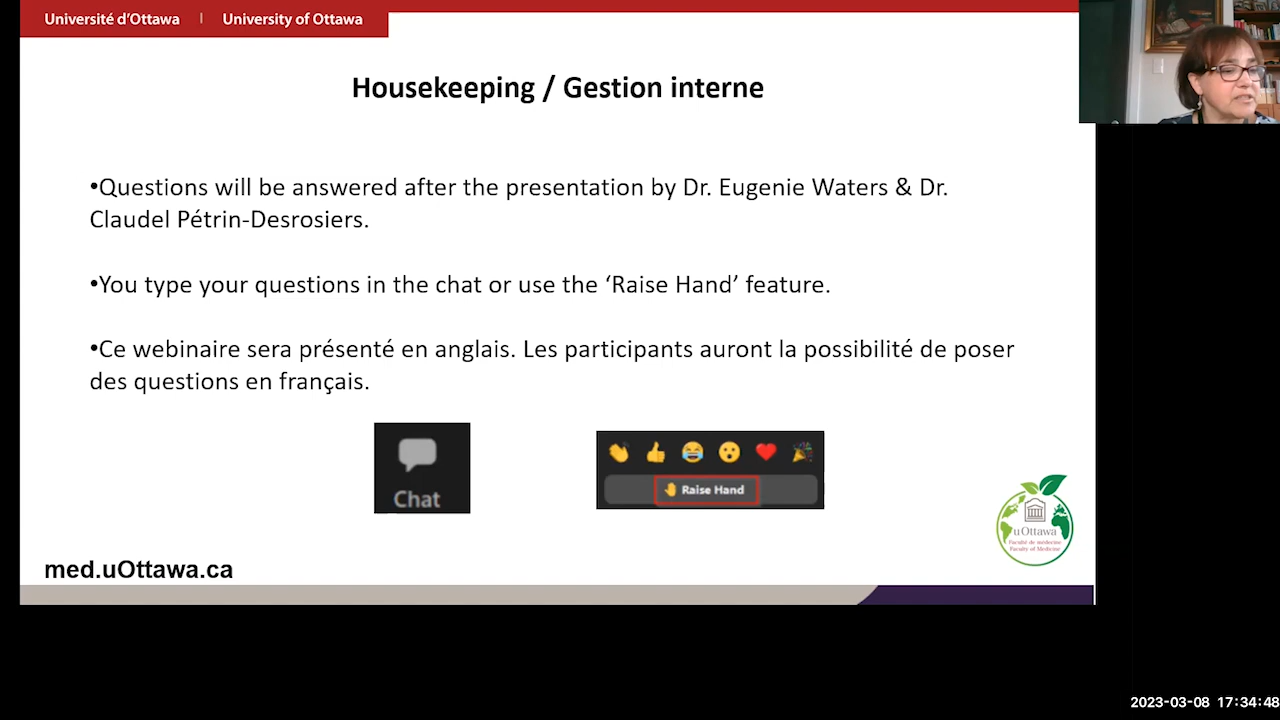 Université d'Ottawa | University of Ottawa
Housekeeping / Gestion interne
•Questions will be answered after the presentation by Dr. Eugenie Waters & Dr.
Claudel Pétrin-Desrosiers.
•You type your questions in the chat or use the ‘Raise Hand’ feature.
•Ce webinaire sera présenté en anglais. Les participants auront la possibilité de poser
des questions en français.
Chat
Raise Hand
uOttawa
Faculté de médecine
Faculty of Medicine
med.uOttawa.ca
2023-03-08 17:34:48